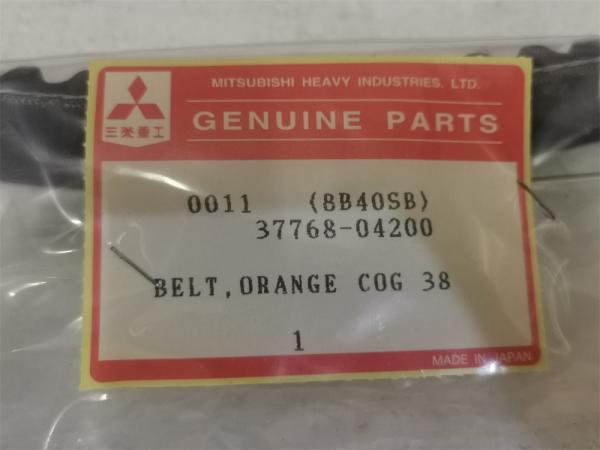 MITSUBISHI HEAVY INDUSTRIES. LTD.
三菱重工
GENUINE PARTS
0011 (8B40SB)
37768-04200
BELT,ORANGE COG 38
1
MADE IN JAPAN